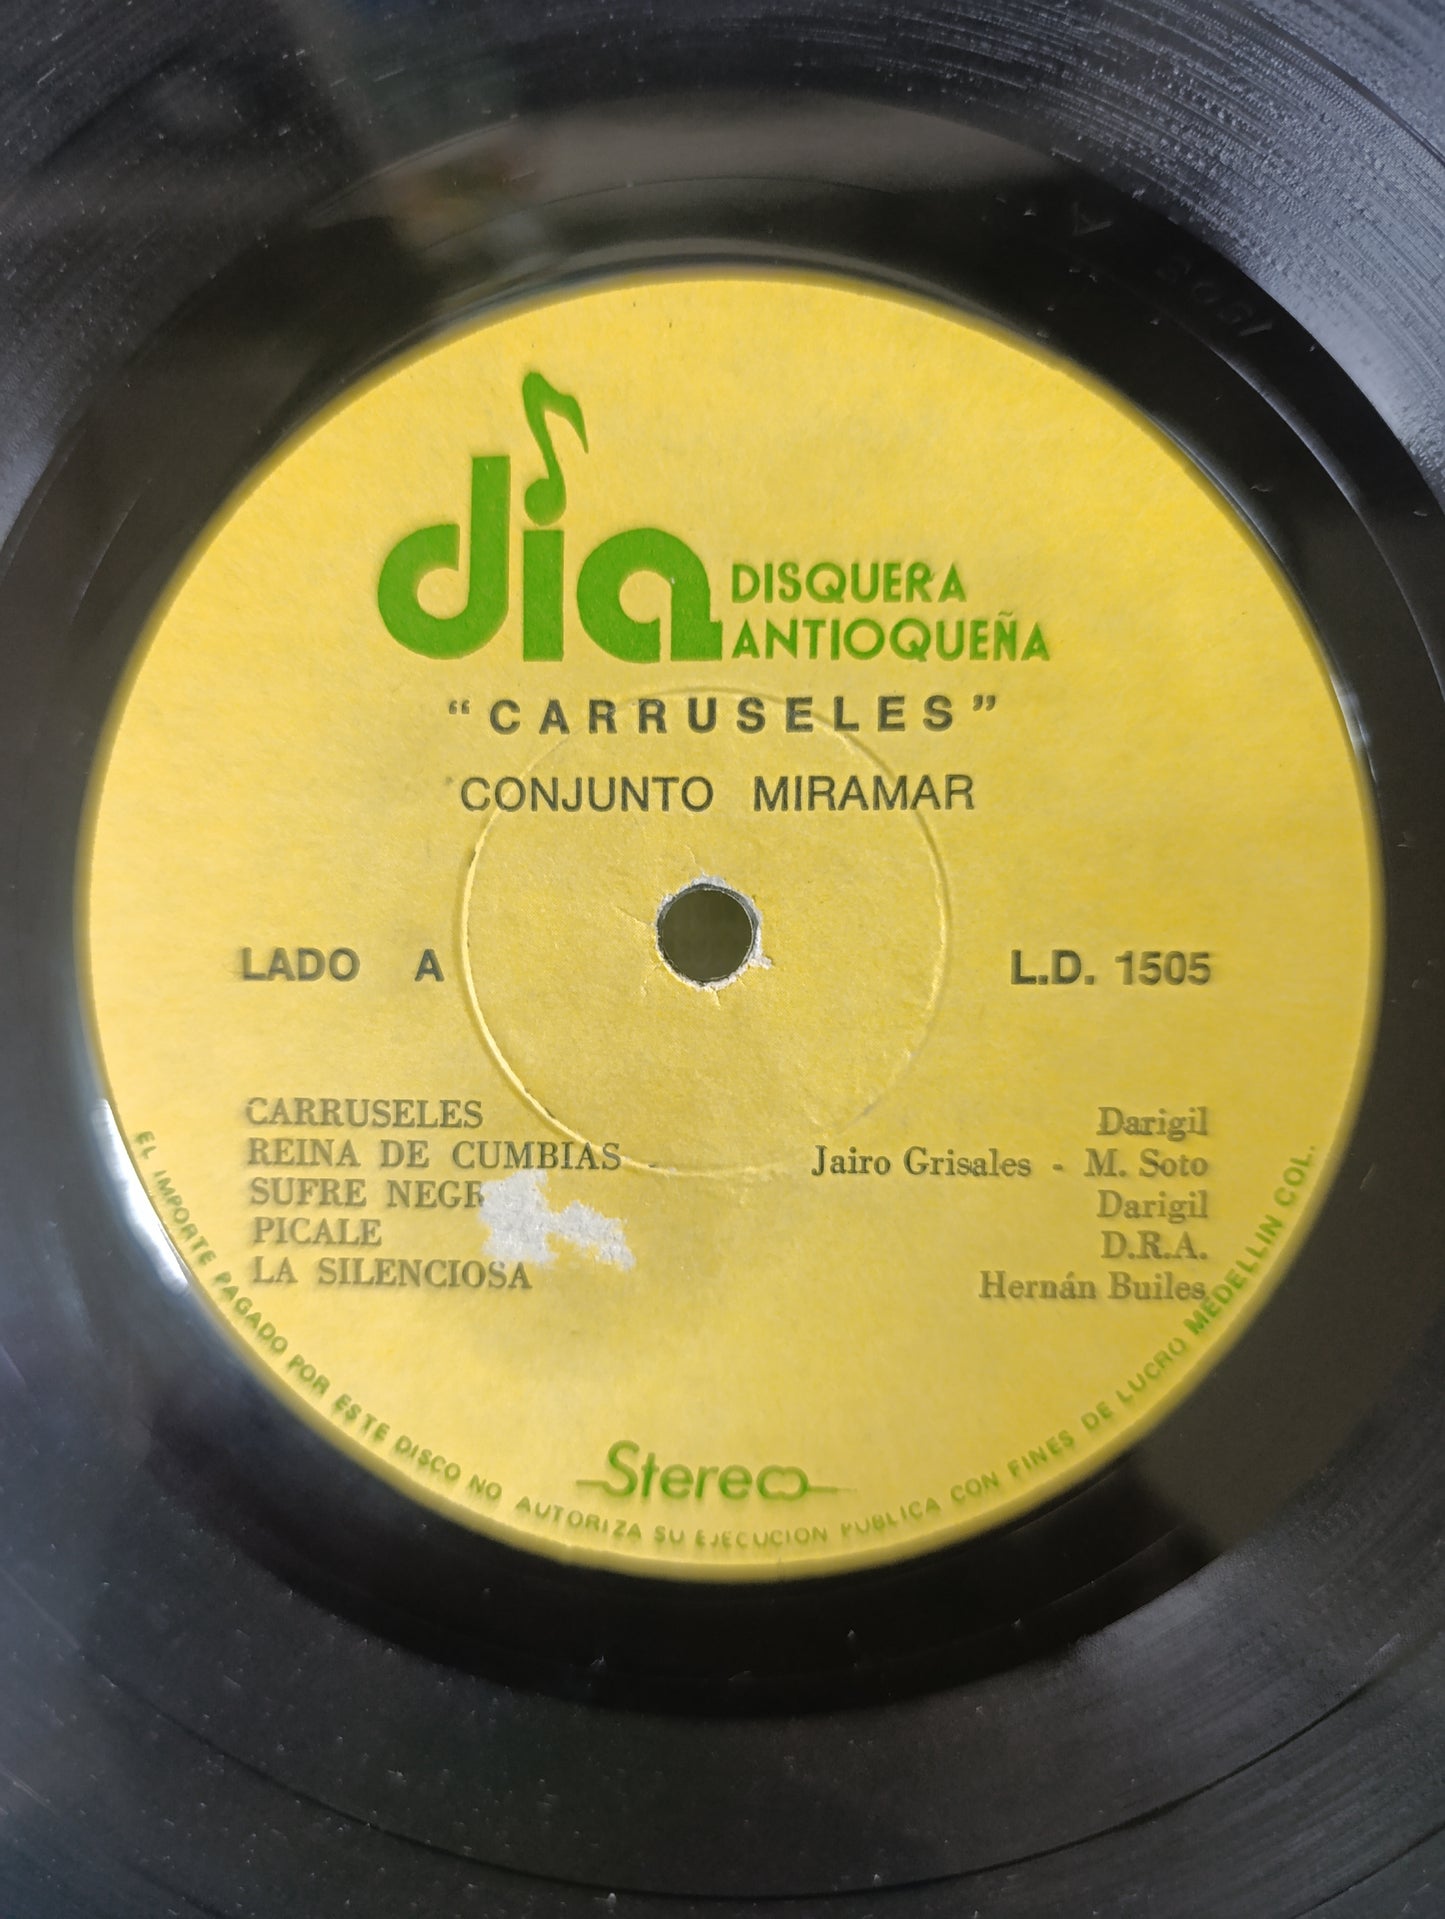 dia DISQUERA
ANTIOQUEÑA
“CARRUSELES”
CONJUNTO MIRAMAR
LADO A L.D. 1505
CARRUSELES Darigil
REINA DE CUMBIAS - Jairo Grisales - M. Soto
SUFRE Darigil
PICALE D.R.A.
LA SILENCIOSA Hernán Builes
Stereo
EL IMPORTE PAGADO POR ESTE DISCO NO AUTORIZA SU EJECUCION PUBLICA CON FINES DE LUCRO MEDELLIN COL.
1505 A